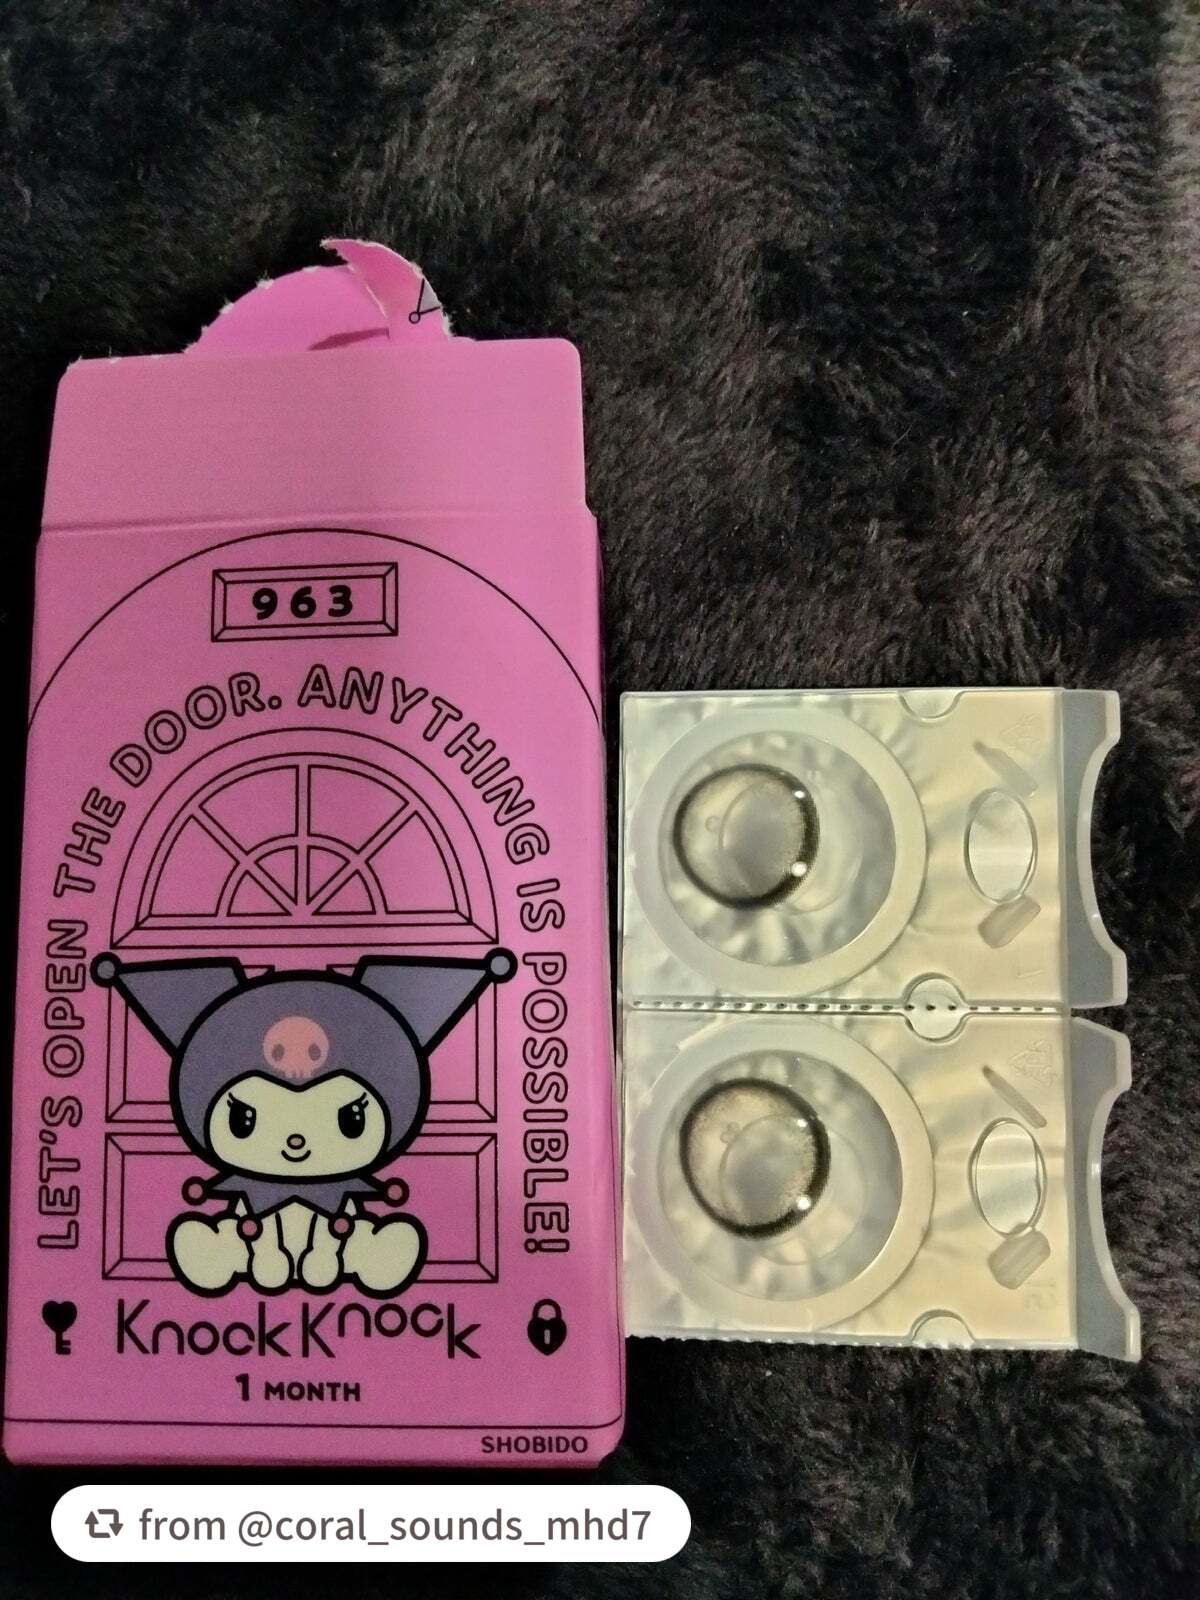 963
LET'S OPEN THE DOOR. ANYTHING IS POSSIBLE!
KnockKnock
1 MONTH
SHOBIDO
from @coral_sounds_mhd7